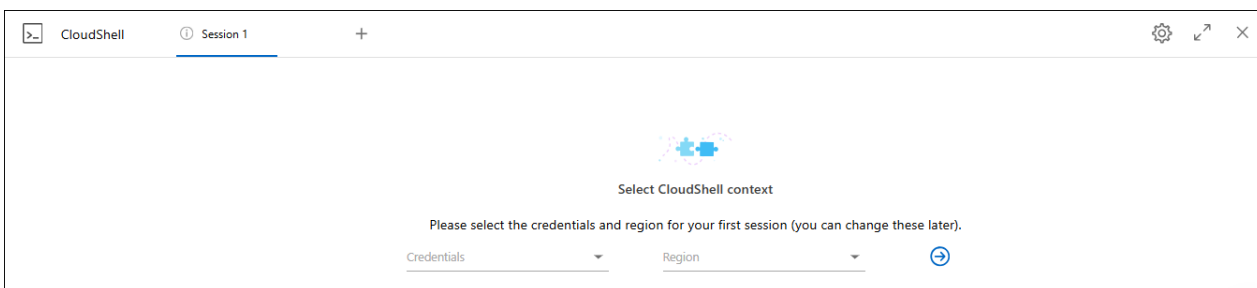 CloudShell
Session 1
Select CloudShell context
Please select the credentials and region for your first session (you can change these later).
Credentials
Region